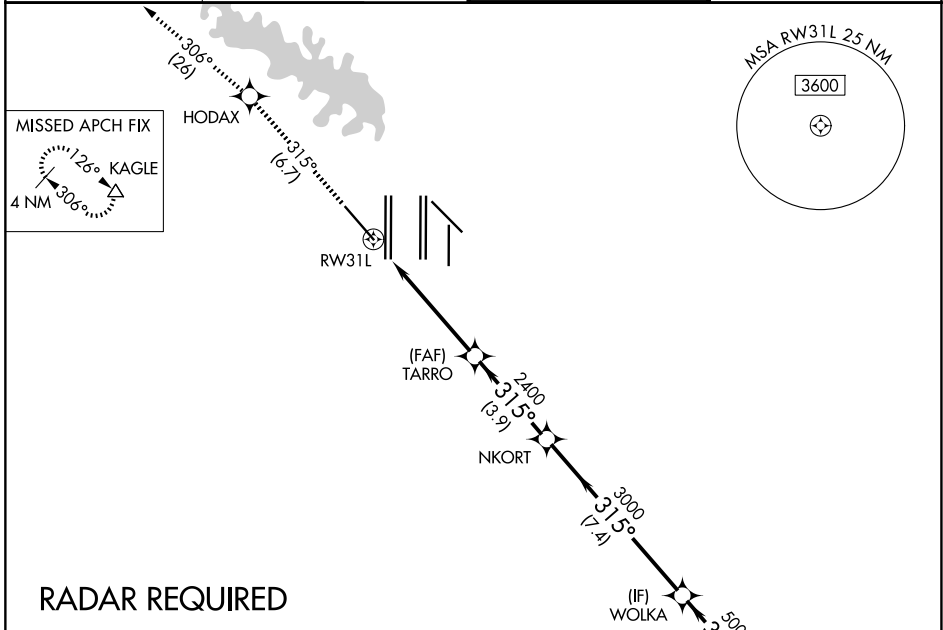 306°
(26)
HODAX
315°
(6.7)
RW31L
MISSED APCH FIX
126°
KAGLE
4 NM
306°
MSA RW31L 25 NM
3600
(FAF)
TARRO
2400
315°
(3.9)
NKORT
3000
315°
(7.4)
(IF)
WOLKA
RADAR REQUIRED